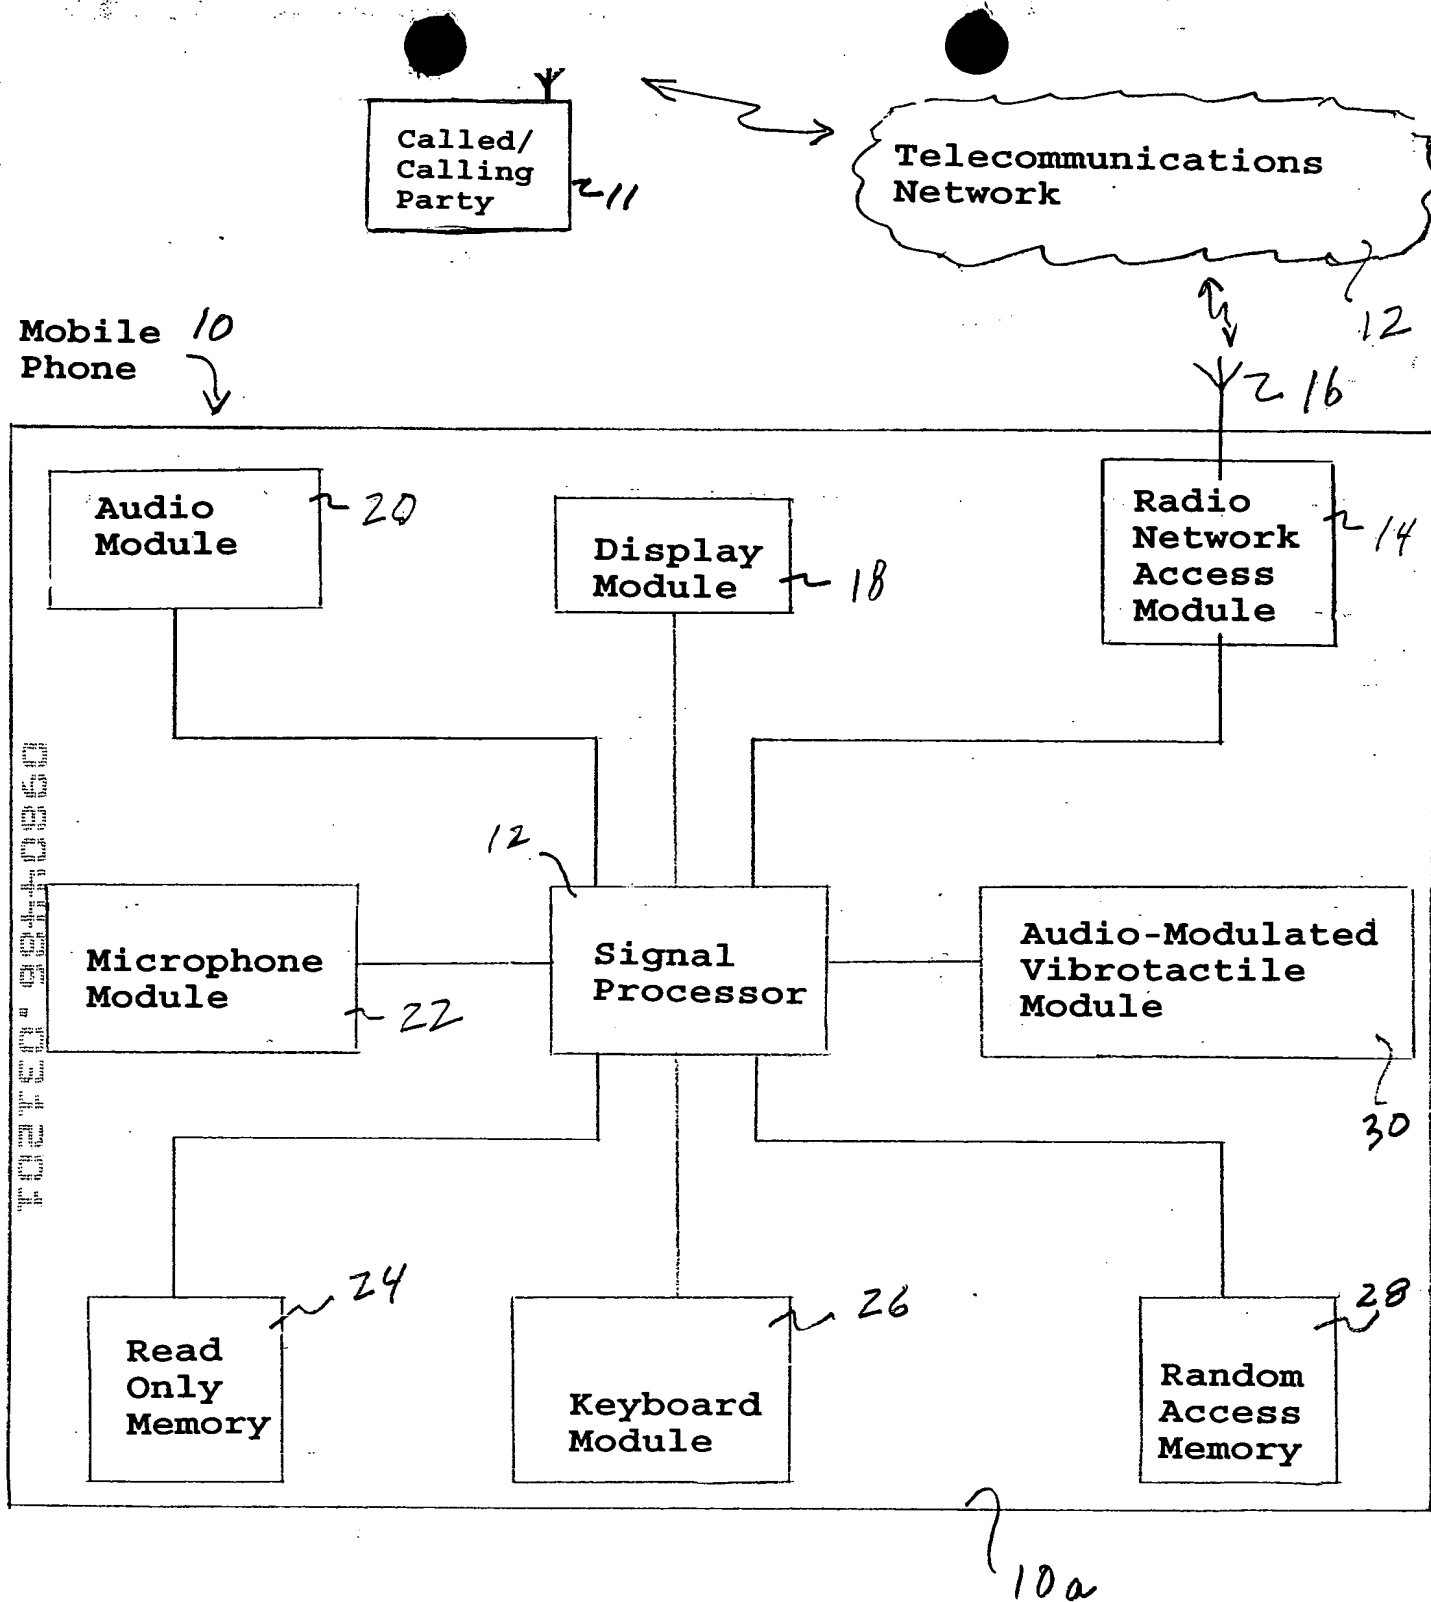 Called/
Calling
Party
11
Telecommunications
Network
12
Mobile 10
Phone
16
Audio
Module
20
Display
Module
18
Radio
Network
Access
Module
14
12
Signal
Processor
Microphone
Module
22
Audio-Modulated
Vibrotactile
Module
30
24
Read
Only
Memory
26
Keyboard
Module
28
Random
Access
Memory
10a